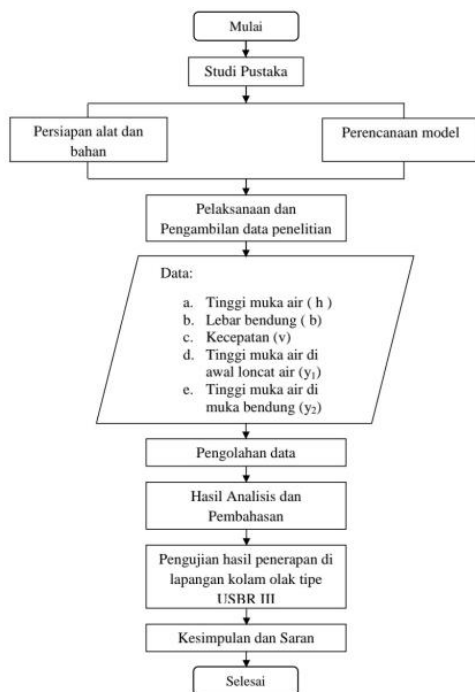 Mulai
Studi Pustaka
Persiapan alat dan
bahan
Perencanaan model
Pelaksanaan dan
Pengambilan data penelitian
Data:
a. Tinggi muka air ( h )
b. Lebar bendung ( b)
c. Kecepatan (v)
d. Tinggi muka air di
awal loncat air (y₁)
e. Tinggi muka air di
muka bendung (y₂)
Pengolahan data
Hasil Analisis dan
Pembahasan
Pengujian hasil penerapan di
lapangan kolam olak tipe
USBR III
Kesimpulan dan Saran
Selesai